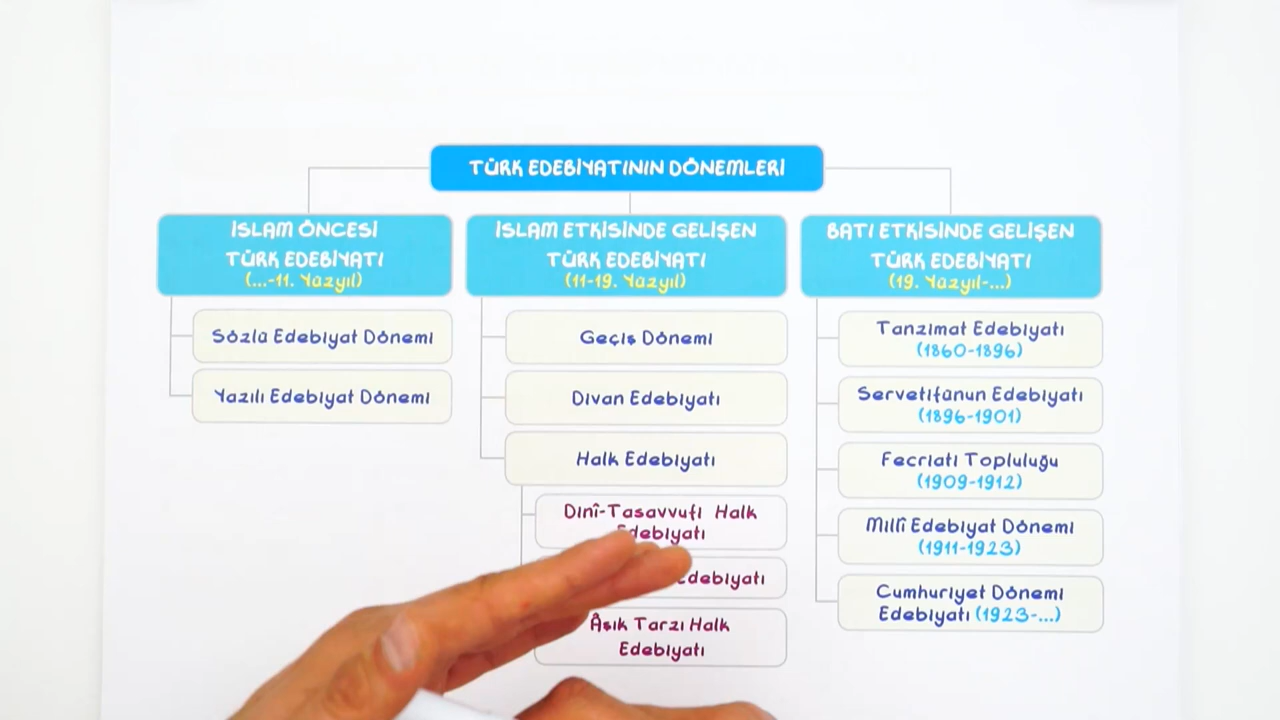 TÜRK EDEBİYATININ DÖNEMLERİ
İSLAM ÖNCESİ
TÜRK EDEBİYATI
(...-11. Yüzyıl)
Sözlü Edebiyat Dönemi
Yazılı Edebiyat Dönemi
İSLAM ETKİSİNDE GELİŞEN
TÜRK EDEBİYATI
(11-19. Yüzyıl)
Geçiş Dönemi
Divan Edebiyatı
Halk Edebiyatı
Dinî-Tasavvufi Halk
Edebiyatı
Edebiyatı
Âşık Tarzı Halk
Edebiyatı
BATI ETKİSİNDE GELİŞEN
TÜRK EDEBİYATI
(19. Yüzyıl-...)
Tanzimat Edebiyatı
(1860-1896)
Servetifünun Edebiyatı
(1896-1901)
Fecriati Topluluğu
(1909-1912)
Millî Edebiyat Dönemi
(1911-1923)
Cumhuriyet Dönemi
Edebiyatı (1923-...)